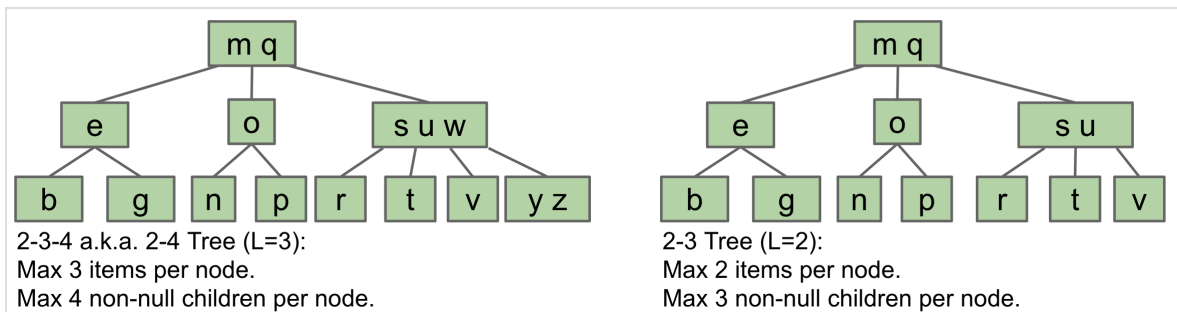 m q
e
o
s u w
b
g
n
p
r
t
v
y z
2-3-4 a.k.a. 2-4 Tree (L=3):
Max 3 items per node.
Max 4 non-null children per node.
m q
e
o
s u
b
g
n
p
r
t
v
2-3 Tree (L=2):
Max 2 items per node.
Max 3 non-null children per node.